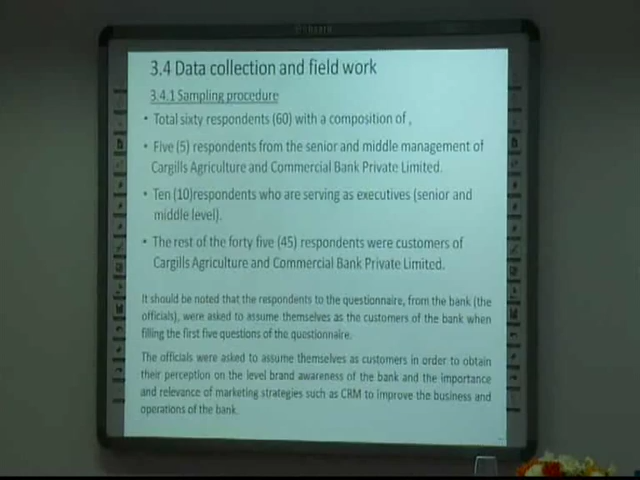 3.4 Data collection and field work
3.4.1 Sampling procedure
• Total sixty respondents (60) with a composition of ,
• Five (5) respondents from the senior and middle management of
Cargills Agriculture and Commercial Bank Private Limited.
• Ten (10)respondents who are serving as executives (senior and
middle level).
• The rest of the forty five (45) respondents were customers of
Cargills Agriculture and Commercial Bank Private Limited.
It should be noted that the respondents to the questionnaire, from the bank (the
officials), were asked to assume themselves as the customers of the bank when
filling the first five questions of the questionnaire.
The officials were asked to assume themselves as customers in order to obtain
their perception on the level brand awareness of the bank and the importance
and relevance of marketing strategies such as CRM to improve the business and
operations of the bank.